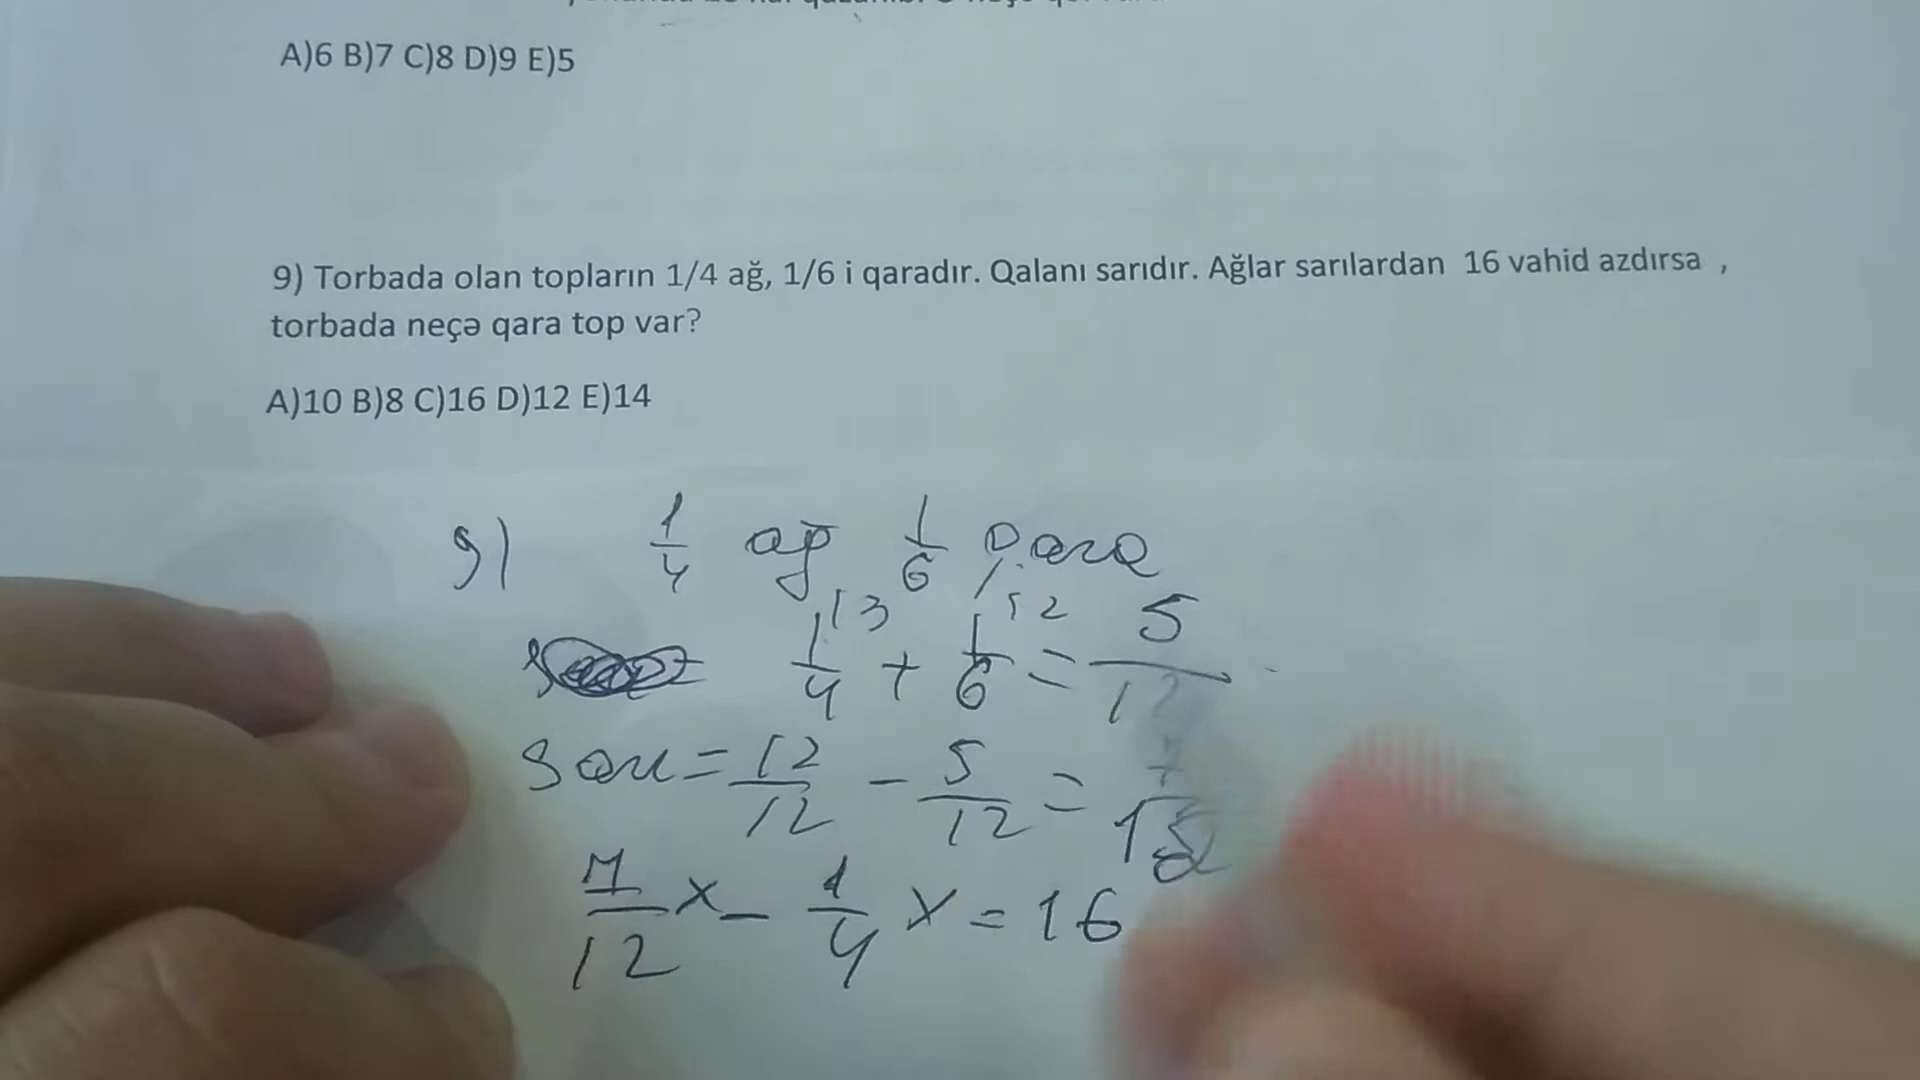 A)6 B)7 C)8 D)9 E)5
9) Torbada olan topların 1/4 ağ, 1/6 i qaradır. Qalanı sarıdır. Ağlar sarılardan 16 vahid azdırsa ,
torbada neçə qara top var?
A)10 B)8 C)16 D)12 E)14
9) 1/4 ağ 1/6 qara
1/4 + 1/6 = 5/12
Sarı = 12/12 - 5/12 = 7/12
7/12 x - 1/4 x = 16